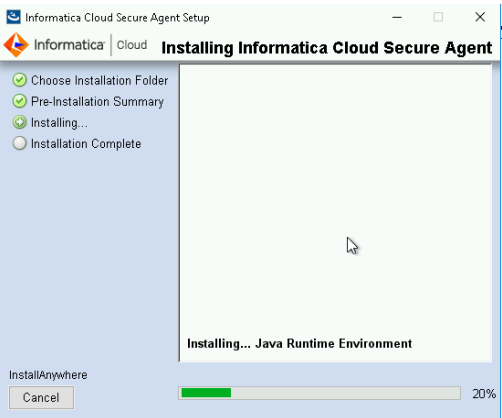 Informatica Cloud Secure Agent Setup
Informatica Cloud
Installing Informatica Cloud Secure Agent
Choose Installation Folder
Pre-Installation Summary
Installing...
Installation Complete
Installing... Java Runtime Environment
InstallAnywhere
Cancel
20%